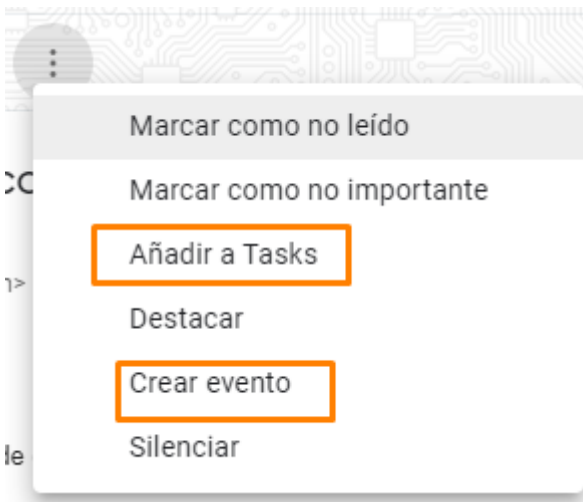 Marcar como no leído
Marcar como no importante
Añadir a Tasks
n>
Destacar
Crear evento
Silenciar